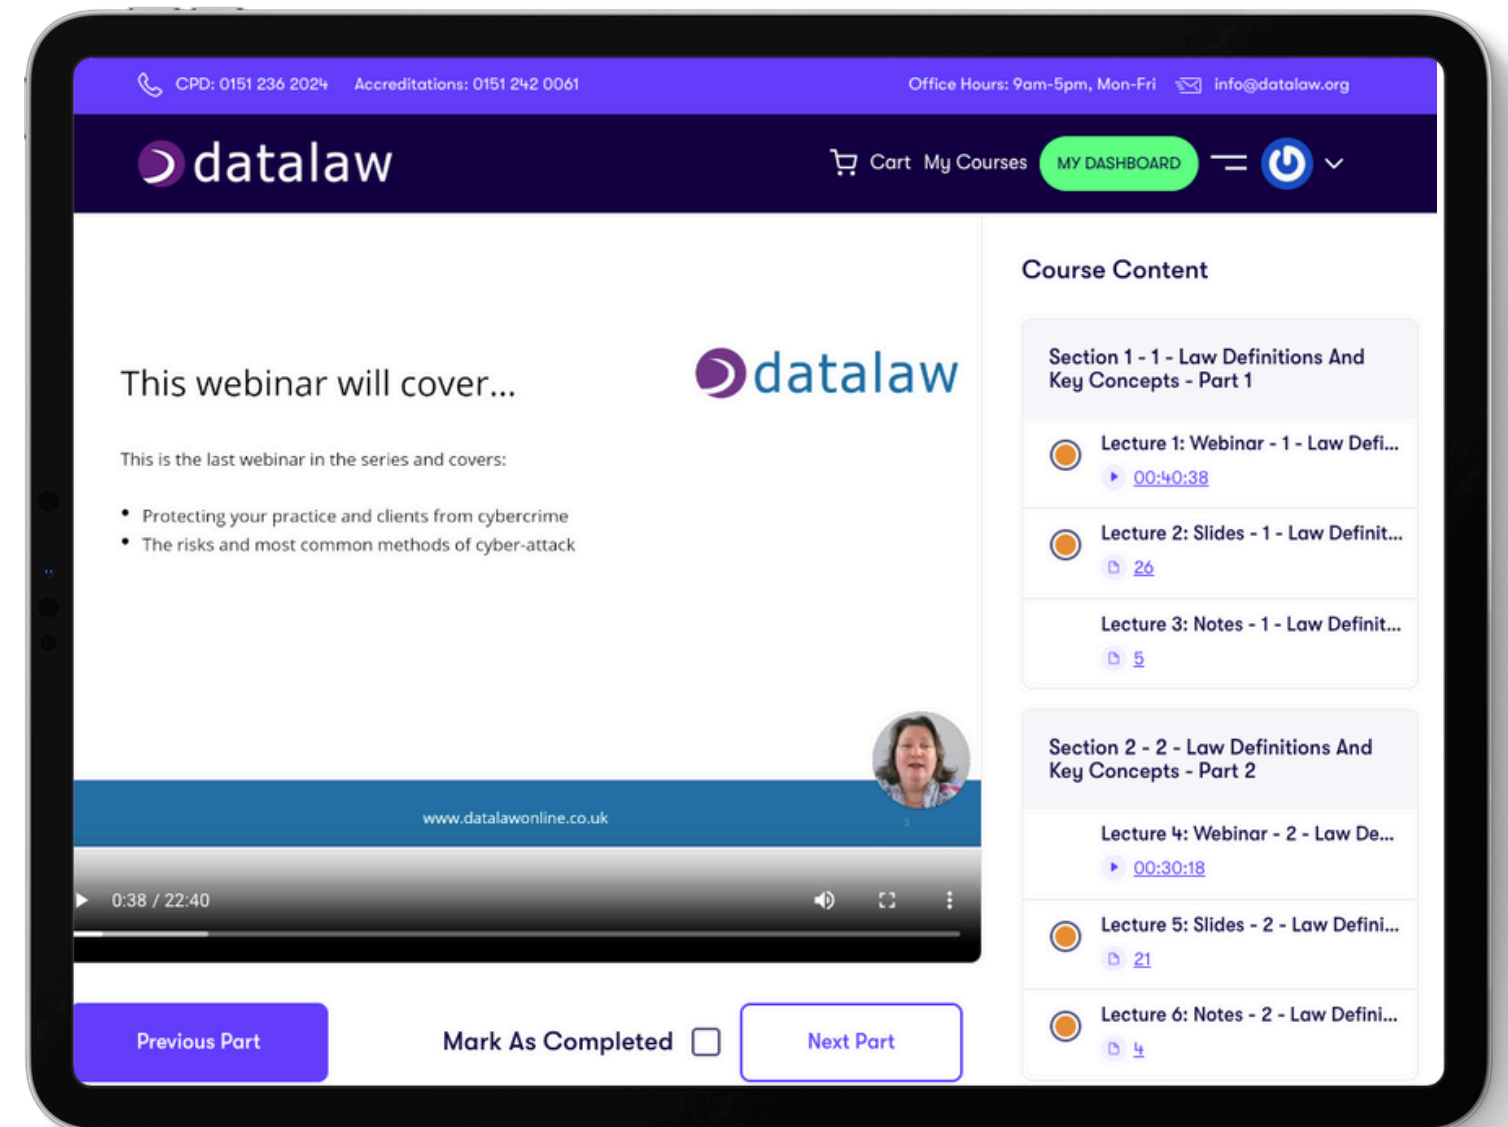 CPD: 0151 236 2024 Accreditations: 0151 242 0061 Office Hours: 9am-5pm, Mon-Fri info@datalaw.org
datalaw Cart My Courses MY DASHBOARD
This webinar will cover...
datalaw
This is the last webinar in the series and covers:
• Protecting your practice and clients from cybercrime
• The risks and most common methods of cyber-attack
www.datalawonline.co.uk
5
0:38 / 22:40
Previous Part Mark As Completed Next Part
Course Content
Section 1 - 1 - Law Definitions And
Key Concepts - Part 1
Lecture 1: Webinar - 1 - Law Defi...
00:40:38
Lecture 2: Slides - 1 - Law Definit...
26
Lecture 3: Notes - 1 - Law Definit...
5
Section 2 - 2 - Law Definitions And
Key Concepts - Part 2
Lecture 4: Webinar - 2 - Law De...
00:30:18
Lecture 5: Slides - 2 - Law Defini...
21
Lecture 6: Notes - 2 - Law Defini...
4